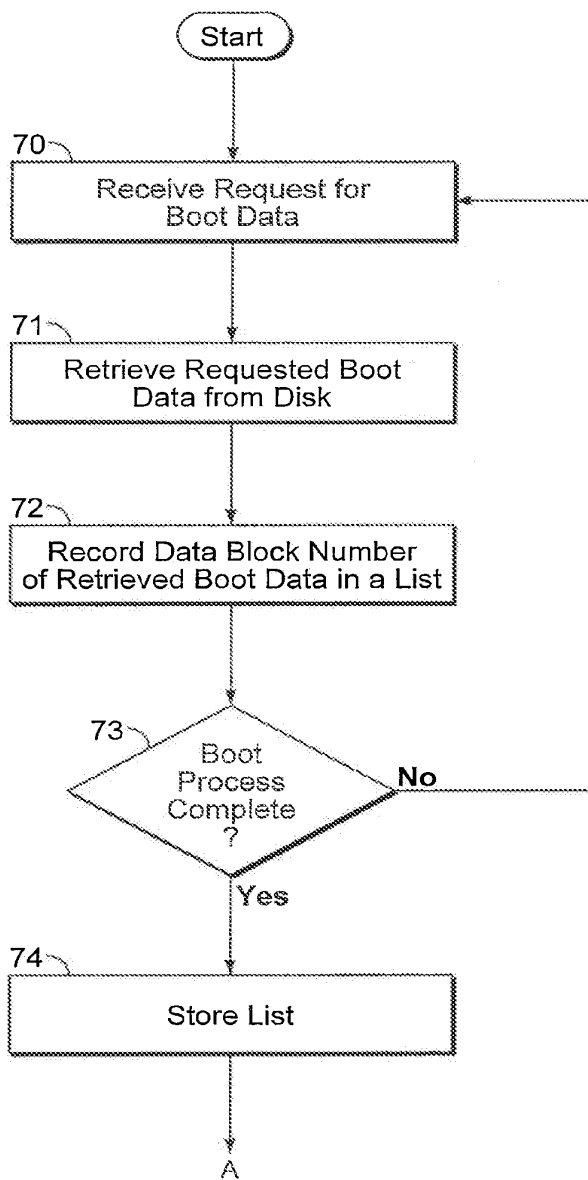 Start
70
Receive Request for
Boot Data
71
Retrieve Requested Boot
Data from Disk
72
Record Data Block Number
of Retrieved Boot Data in a List
73
Boot
Process
Complete
?
No
Yes
74
Store List
A